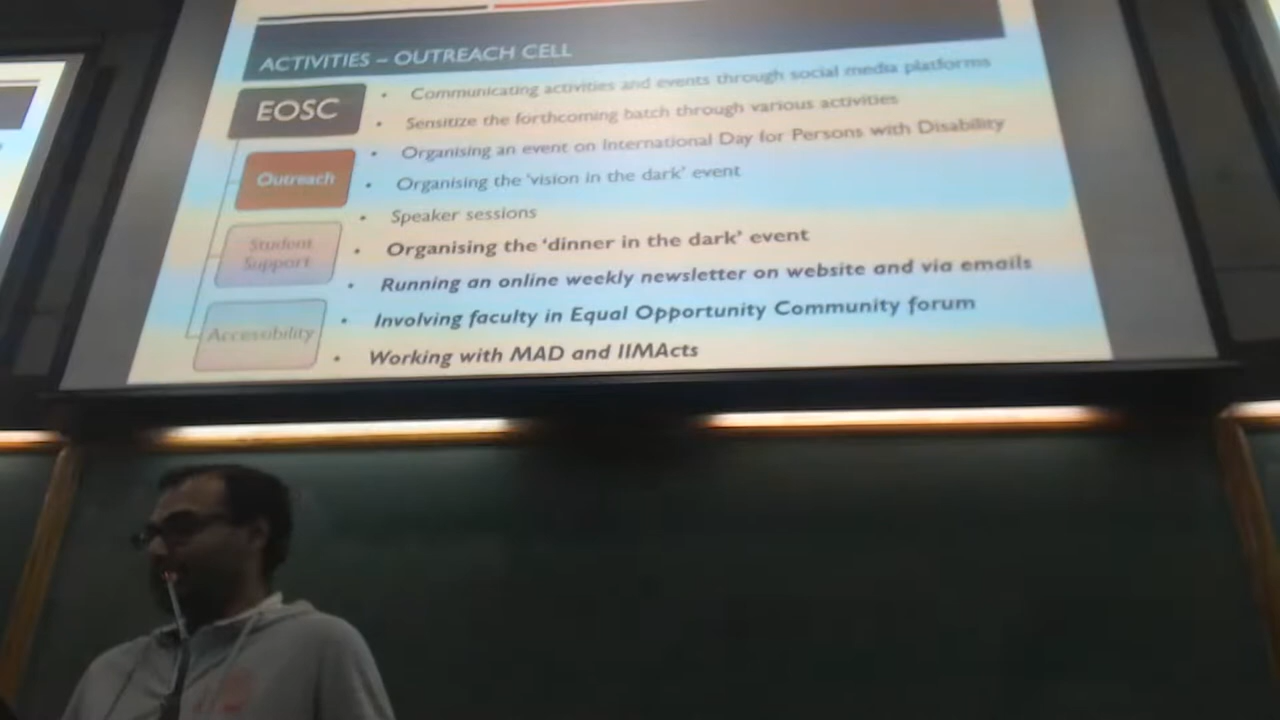 ACTIVITIES – OUTREACH CELL
EOSC
Outreach
Student
Support
Accessibility
• Communicating activities and events through social media platforms
• Sensitize the forthcoming batch through various activities
• Organising an event on International Day for Persons with Disability
• Organising the 'vision in the dark' event
• Speaker sessions
• Organising the 'dinner in the dark' event
• Running an online weekly newsletter on website and via emails
• Involving faculty in Equal Opportunity Community forum
• Working with MAD and IIMActs